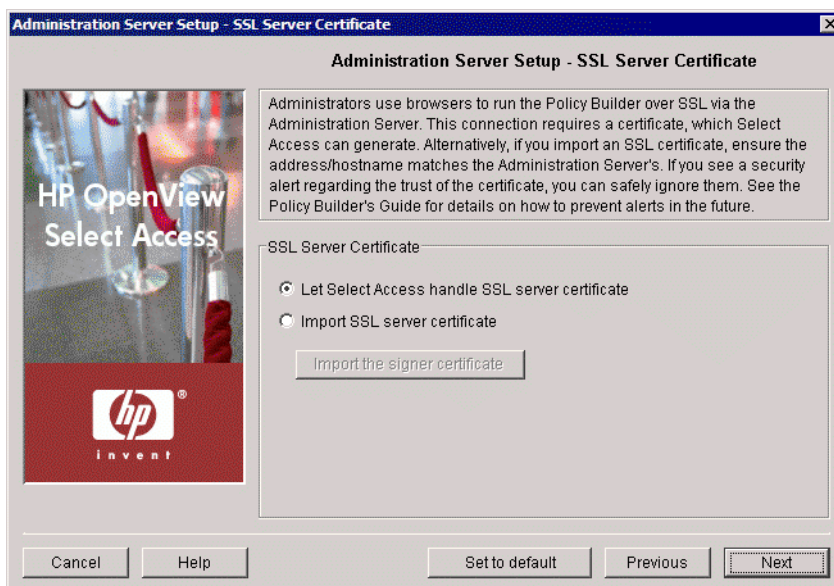 Administration Server Setup - SSL Server Certificate
Administration Server Setup - SSL Server Certificate
Administrators use browsers to run the Policy Builder over SSL via the
Administration Server. This connection requires a certificate, which Select
Access can generate. Alternatively, if you import an SSL certificate, ensure the
address/hostname matches the Administration Server's. If you see a security
alert regarding the trust of the certificate, you can safely ignore them. See the
Policy Builder's Guide for details on how to prevent alerts in the future.
HP OpenView
Select Access
hp ®
invent
SSL Server Certificate
Let Select Access handle SSL server certificate
Import SSL server certificate
Import the signer certificate
Cancel
Help
Set to default
Previous
Next